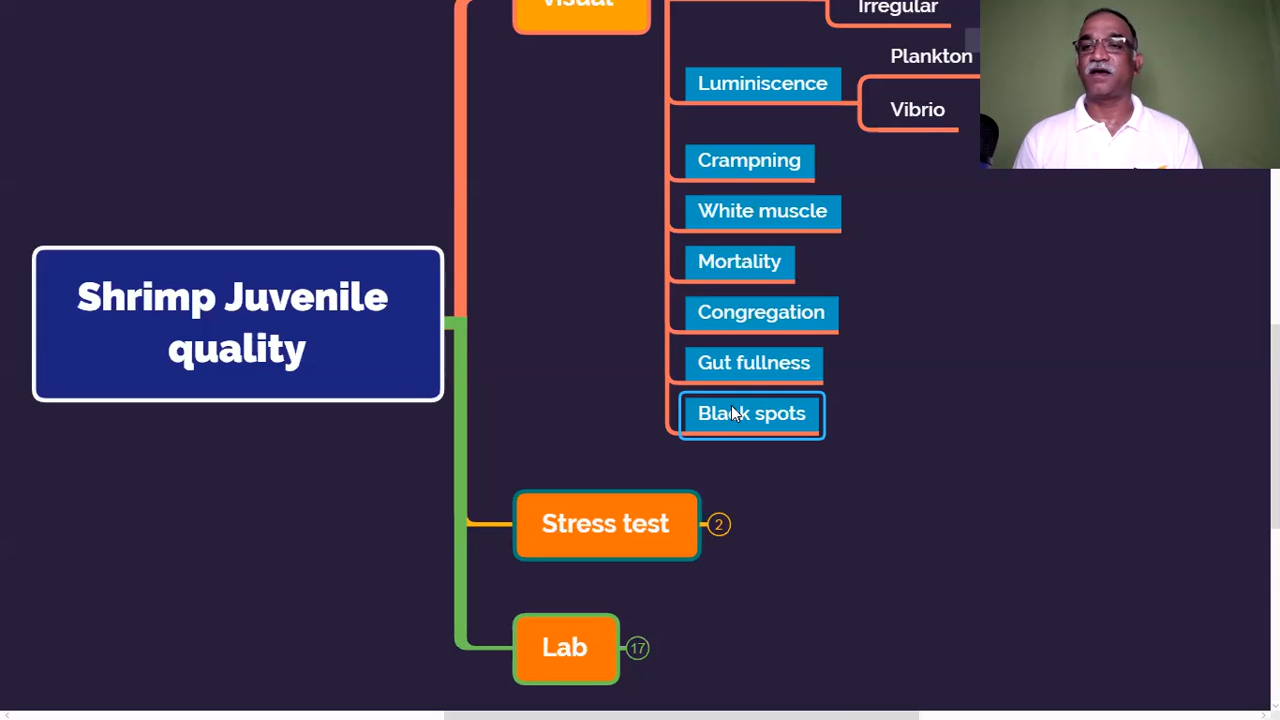 Visual
Irregular
Plankton
Luminiscence
Vibrio
Crampning
White muscle
Mortality
Congregation
Gut fullness
Black spots
Shrimp Juvenile
quality
Stress test
2
Lab
17